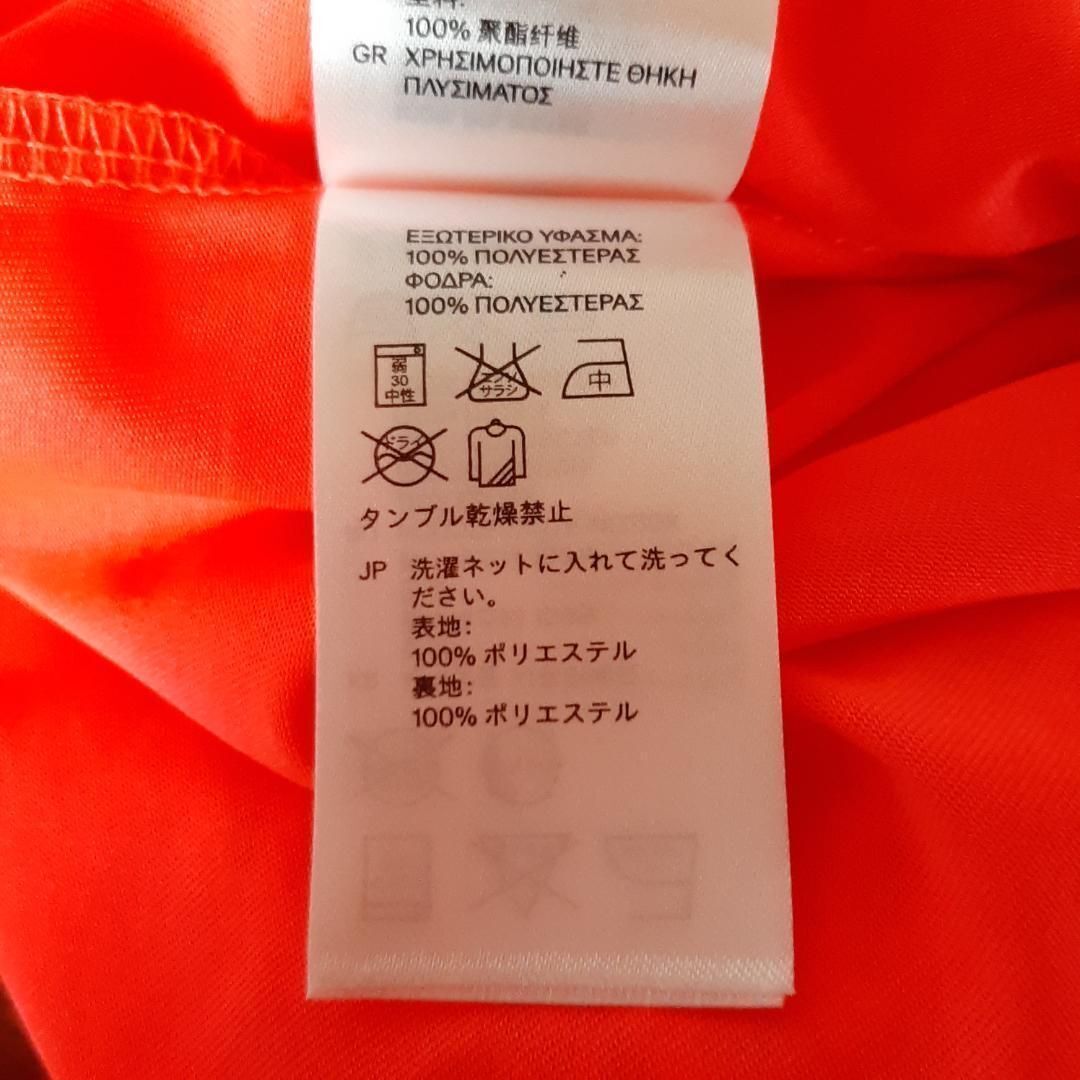 100% 聚酯纤维
GR ΧΡΗΣΙΜΟΠΟΙΗΣΤΕ ΘΗΚΗ
ΠΛΥΣΙΜΑΤΟΣ
ΕΞΩΤΕΡΙΚΟ ΥΦΑΣΜΑ:
100% ΠΟΛΥΕΣΤΕΡΑΣ
ΦΟΔΡΑ:
100% ΠΟΛΥΕΣΤΕΡΑΣ
弱
30
中性
エンソ
サラシ
中
ドライ
タンブル乾燥禁止
JP 洗濯ネットに入れて洗ってく
ださい。
表地:
100% ポリエステル
裏地:
100% ポリエステル